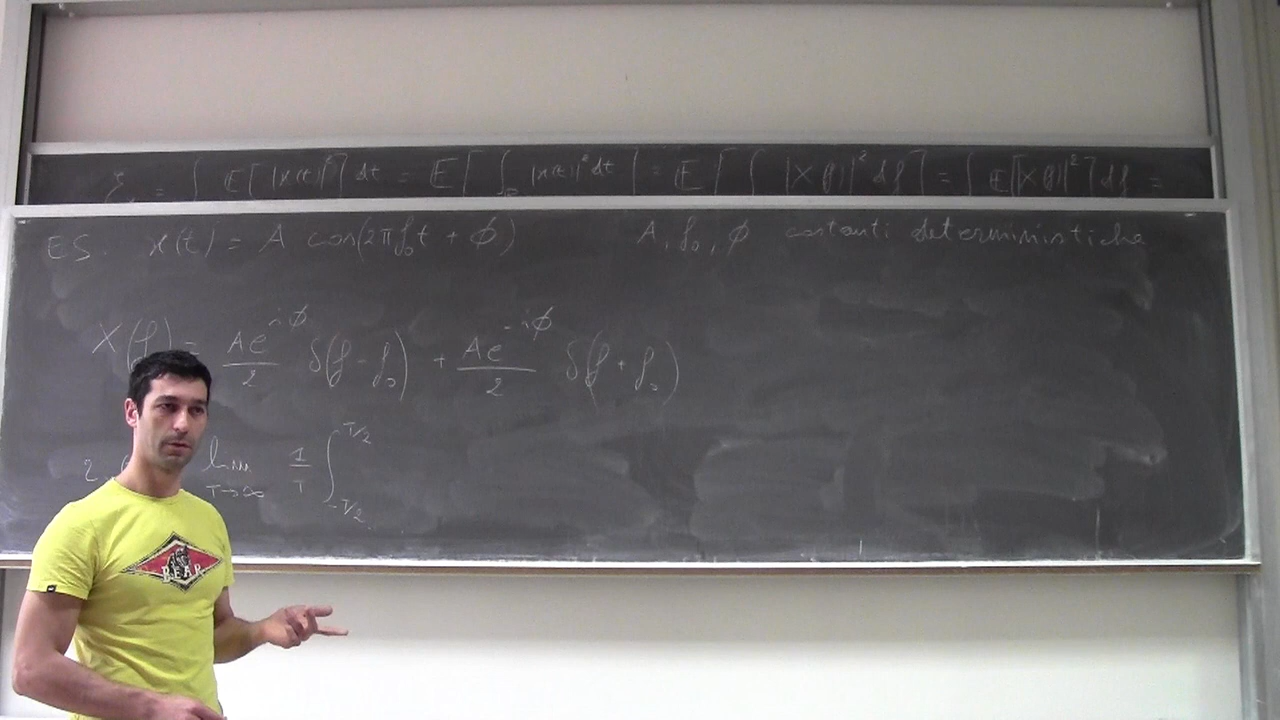 ℰ = ∫ E[|x(t)|²] dt = E[∫ |x(t)|² dt] = E[∫ |X(f)|² df] = ∫ E[|X(f)|²] df =
ES. x(t) = A cos(2πf₀t + ϕ) A, f₀, ϕ costanti deterministiche
X(f) = Ae^{iϕ}/2 δ(f - f₀) + Ae^{-iϕ}/2 δ(f + f₀)
lim T→∞ 1/T ∫_{-T/2}^{T/2}
BEAR